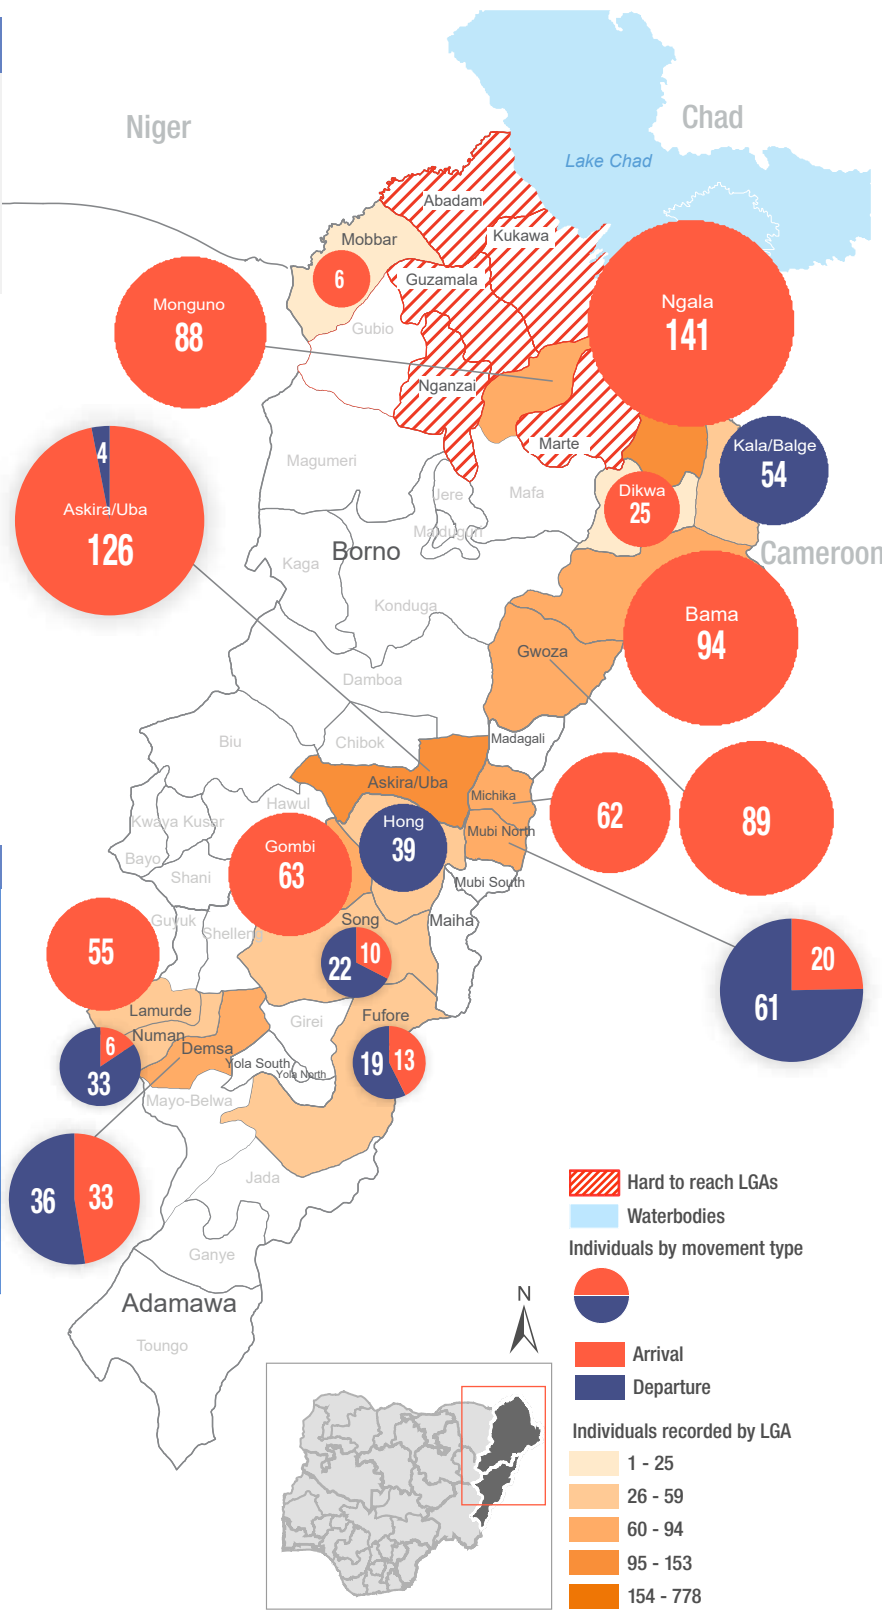 Niger
Chad
Lake Chad
Abadam
Kukawa
Mobbar
6
Guzamala
Monguno
88
Gubio
Ngala
141
Nganzai
Marte
Kala/Balge
54
4
Askira/Uba
126
Magumeri
Jere
Mafa
Dikwa
25
Maiduguri
Borno
Kaga
Cameroon
Konduga
Bama
94
Gwoza
Damboa
Biu
Chibok
Madagali
Askira/Uba
Michika
Hawul
62
89
Kwaya Kusar
Hong
39
Mubi North
Gombi
63
Bayo
Shani
Mubi South
Guyuk
Shelleng
Song
Maiha
55
22
10
20
61
Lamurde
Girei
Fufore
Numan
6
33
Demsa
Yola South
Yola North
19
13
Mayo-Belwa
Jada
36
33
Hard to reach LGAs
Waterbodies
Individuals by movement type
Ganye
Adamawa
N
Toungo
Arrival
Departure
Individuals recorded by LGA
1 - 25
26 - 59
60 - 94
95 - 153
154 - 778